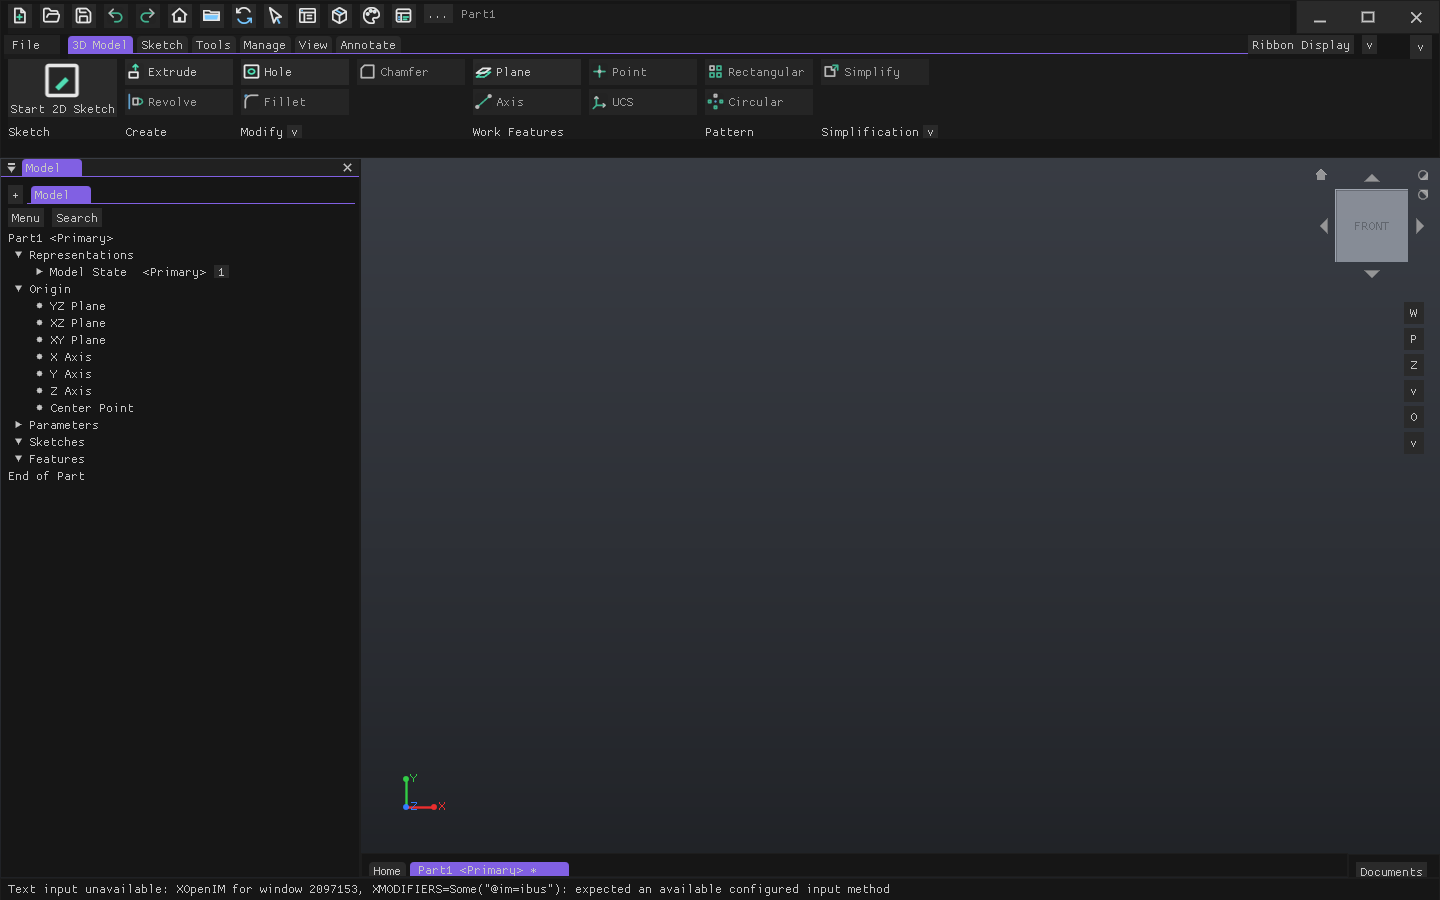 ... Part1
File 3D Model Sketch Tools Manage View Annotate Ribbon Display v v
Start 2D Sketch
Extrude Hole Chamfer Plane Point Rectangular Simplify
Revolve Fillet Axis UCS Circular
Sketch Create Modify v Work Features Pattern Simplification v
Model
+ Model
Menu Search
Part1 <Primary>
Representations
Model State <Primary> 1
Origin
YZ Plane
XZ Plane
XY Plane
X Axis
Y Axis
Z Axis
Center Point
Parameters
Sketches
Features
End of Part
FRONT
W
P
Z
v
O
v
Y
Z X
Home Part1 <Primary> * Documents
Text input unavailable: XOpenIM for window 2097153, XMODIFIERS=Some("@im=ibus"): expected an available configured input method